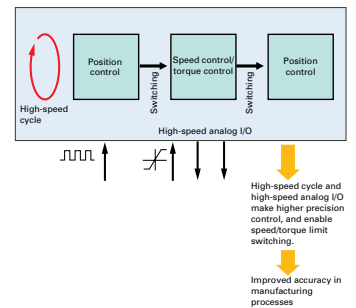 Position
control
Switching
Speed control/
torque control
Switching
Position
control
High-speed
cycle
High-speed analog I/O
High-speed cycle and
high-speed analog I/O
make higher precision
control, and enable
speed/torque limit
switching.
Improved accuracy in
manufacturing
processes